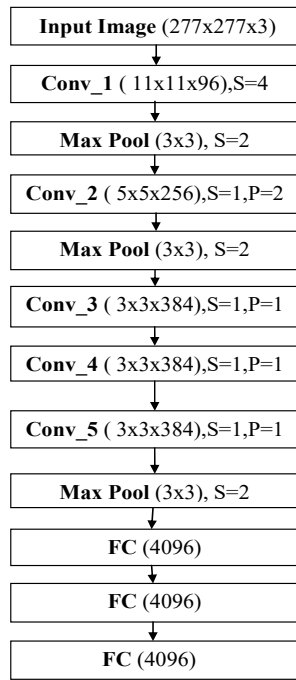 Input Image (277x277x3)
Conv_1 ( 11x11x96),S=4
Max Pool (3x3), S=2
Conv_2 ( 5x5x256),S=1,P=2
Max Pool (3x3), S=2
Conv_3 ( 3x3x384),S=1,P=1
Conv_4 ( 3x3x384),S=1,P=1
Conv_5 ( 3x3x384),S=1,P=1
Max Pool (3x3), S=2
FC (4096)
FC (4096)
FC (4096)